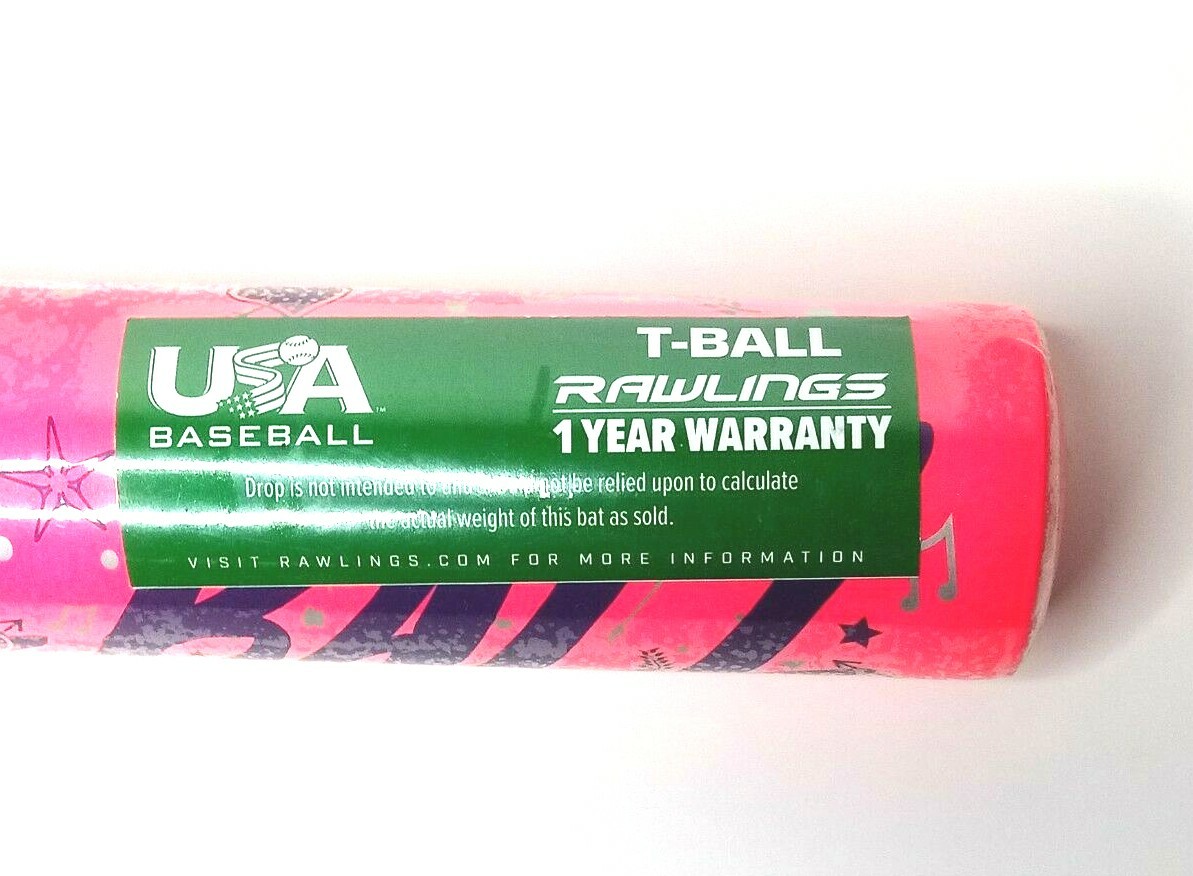 USA
BASEBALL
T-BALL
RAWLINGS
1 YEAR WARRANTY
Drop is not intended to be relied upon to calculate
the actual weight of this bat as sold.
VISIT RAWLINGS.COM FOR MORE INFORMATION